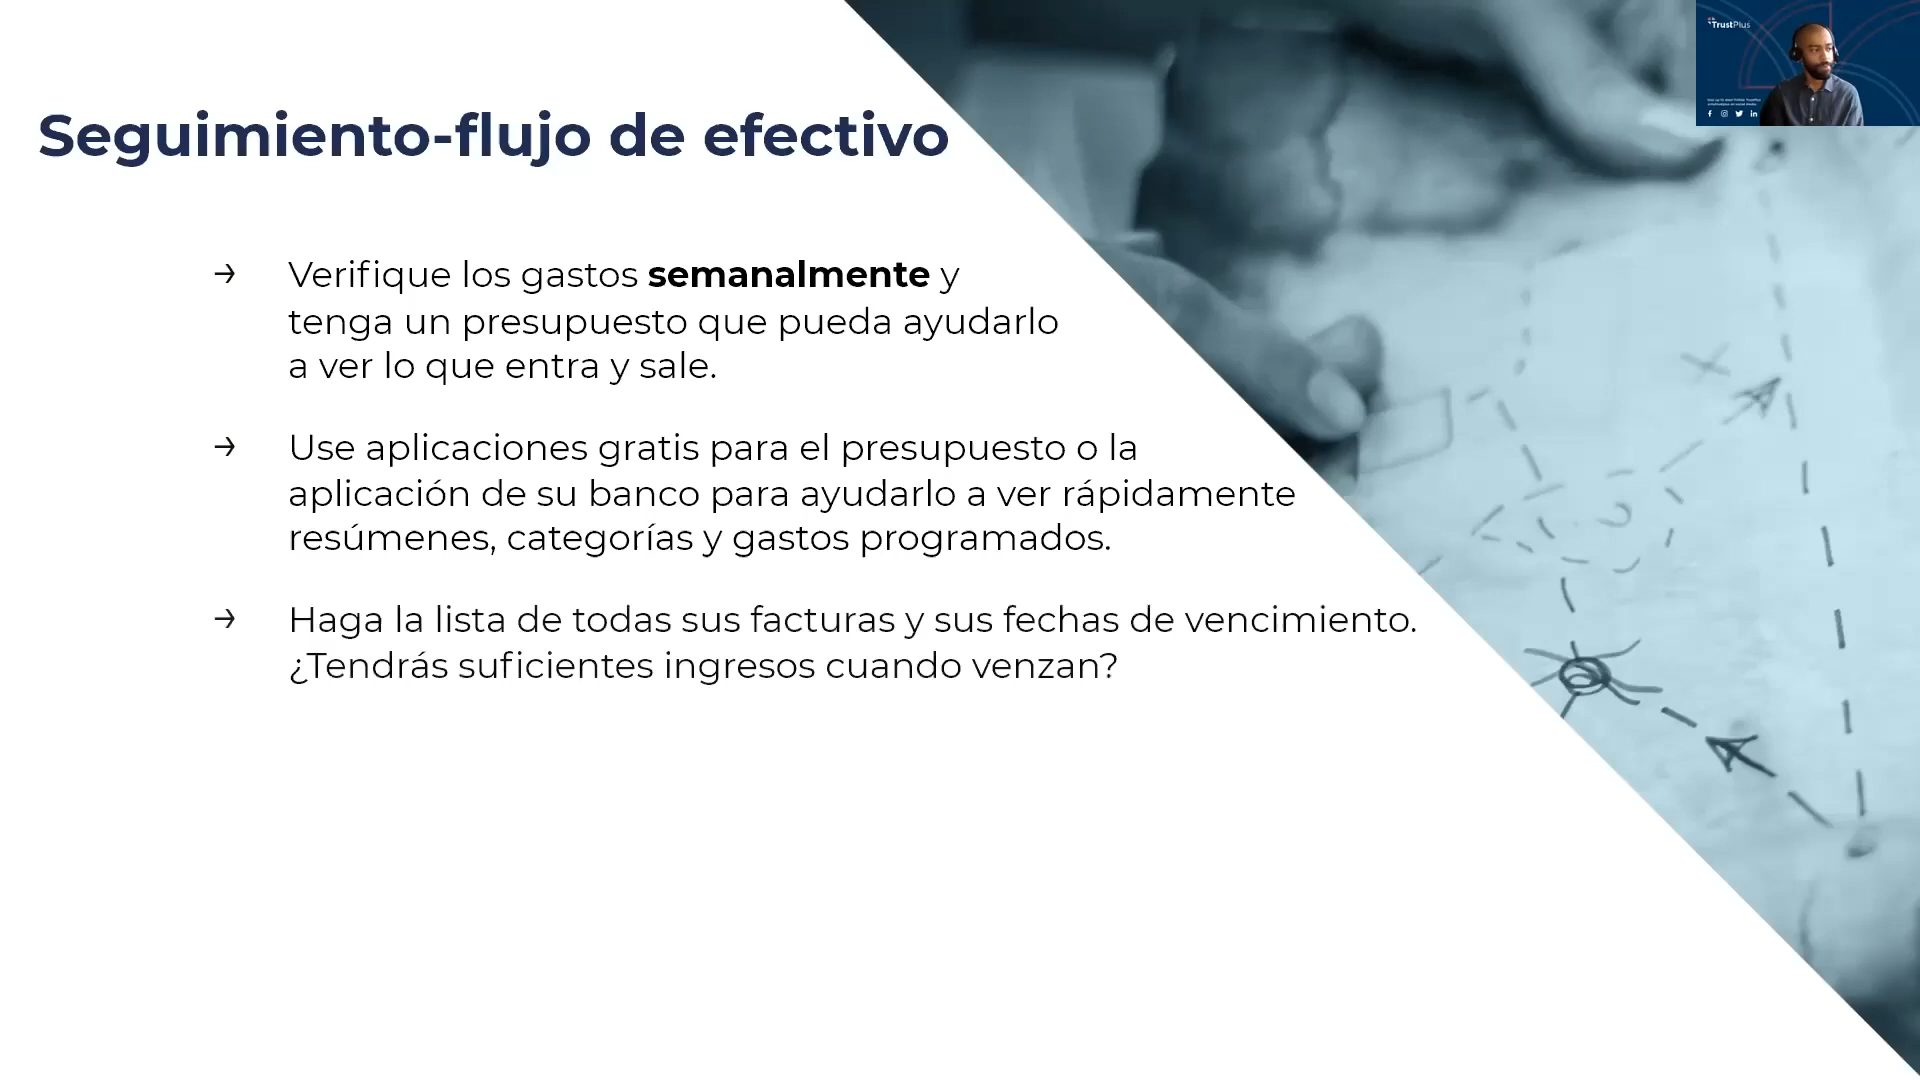 Seguimiento-flujo de efectivo
→ Verifique los gastos semanalmente y
tenga un presupuesto que pueda ayudarlo
a ver lo que entra y sale.
→ Use aplicaciones gratis para el presupuesto o la
aplicación de su banco para ayudarlo a ver rápidamente
resúmenes, categorías y gastos programados.
→ Haga la lista de todas sus facturas y sus fechas de vencimiento.
¿Tendrás suficientes ingresos cuando venzan?
TrustPlus